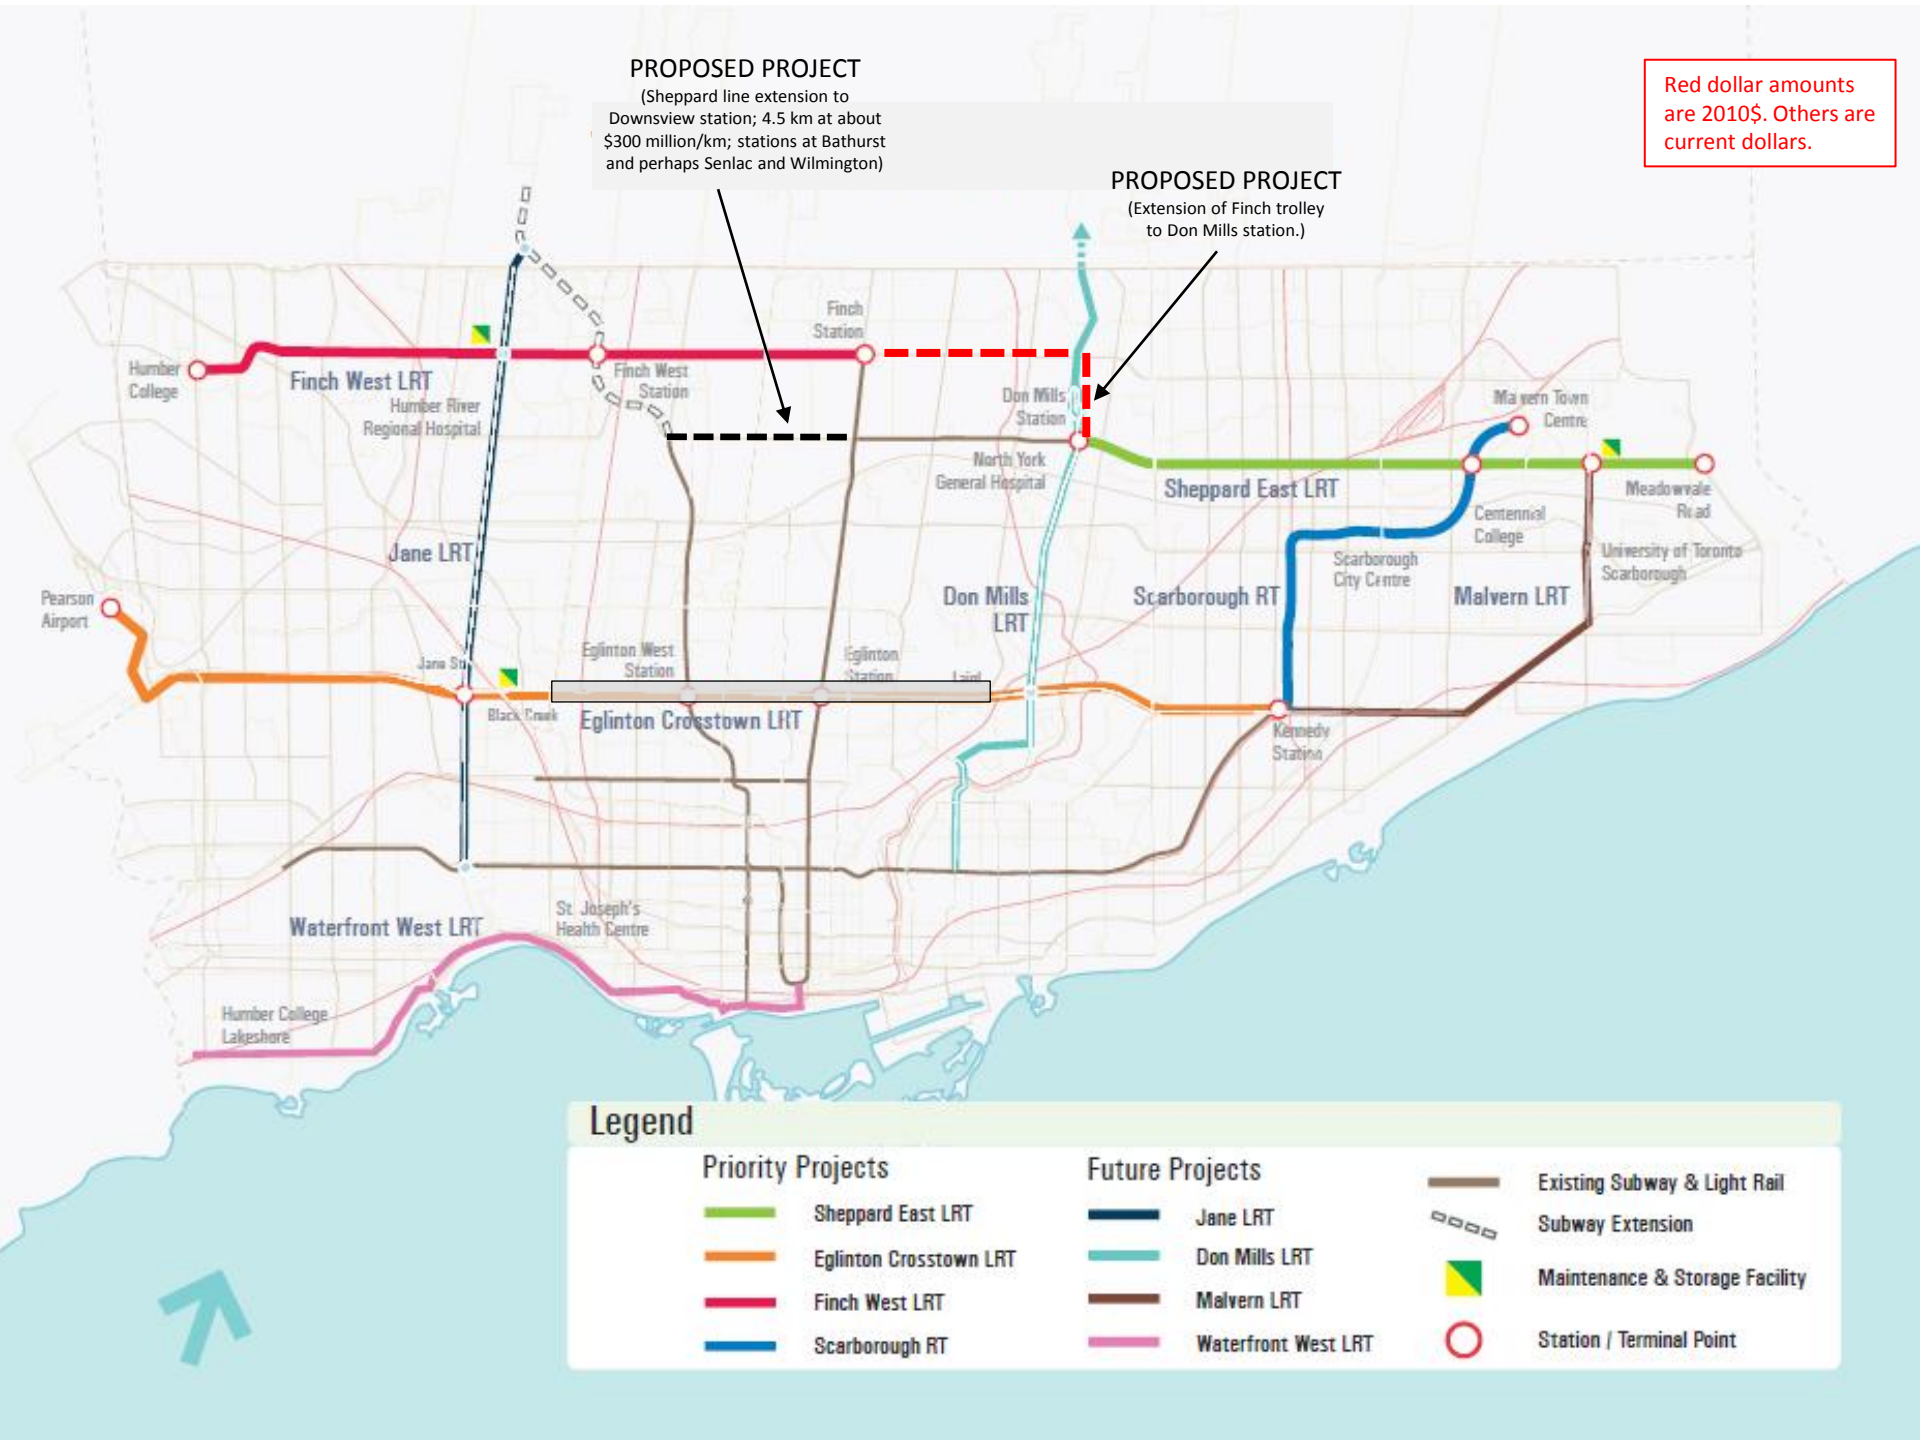 PROPOSED PROJECT
(Sheppard line extension to
Downsview station; 4.5 km at about
$300 million/km; stations at Bathurst
and perhaps Senlac and Wilmington)
Red dollar amounts
are 2010$. Others are
current dollars.
PROPOSED PROJECT
(Extension of Finch trolley
to Don Mills station.)
Finch
Station
Humber
College
Finch West LRT
Humber River
Regional Hospital
Finch West
Station
Don Mills
Station
Malvern Town
Centre
North York
General Hospital
Sheppard East LRT
Meadowvale
Road
Centennial
College
Jane LRT
Scarborough
City Centre
University of Toronto
Scarborough
Pearson
Airport
Don Mills
LRT
Scarborough RT
Malvern LRT
Jane St
Eglinton West
Station
Eglinton
Station
Black Creek
Eglinton Crosstown LRT
Kennedy
Station
Waterfront West LRT
St. Joseph's
Health Centre
Humber College
Lakeshore
Legend
Priority Projects
Sheppard East LRT
Eglinton Crosstown LRT
Finch West LRT
Scarborough RT
Future Projects
Jane LRT
Don Mills LRT
Malvern LRT
Waterfront West LRT
Existing Subway & Light Rail
Subway Extension
Maintenance & Storage Facility
Station / Terminal Point